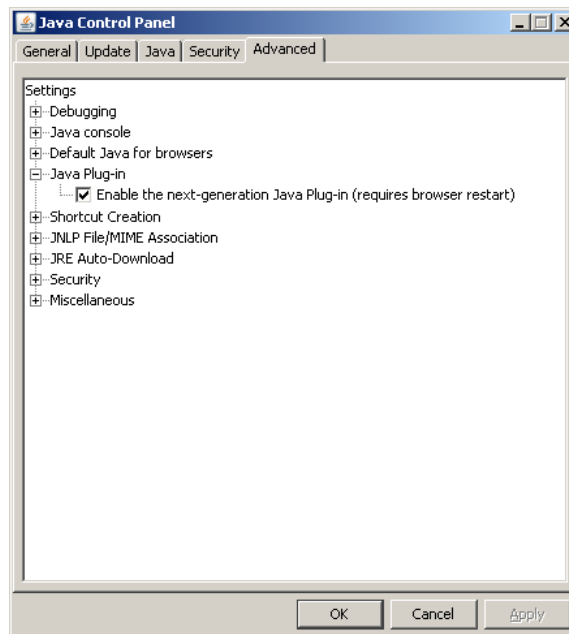 Java Control Panel
General Update Java Security Advanced
Settings
Debugging
Java console
Default Java for browsers
Java Plug-in
Enable the next-generation Java Plug-in (requires browser restart)
Shortcut Creation
JNLP File/MIME Association
JRE Auto-Download
Security
Miscellaneous
OK Cancel Apply